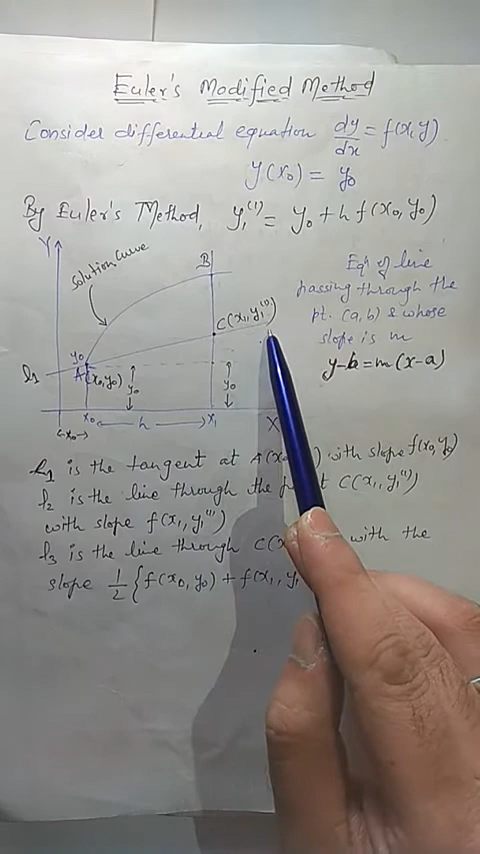 Euler's Modified Method
Consider differential equation dy/dx = f(x,y)
y(x₀) = y₀
By Euler's Method, y₁⁽¹⁾ = y₀ + h f(x₀, y₀)
Y
Solution Curve
B
C(x₁, y₁⁽¹⁾)
l₁
y₀
A(x₀,y₀)
y₀
y₀
x₀
x₀
h
x₁
X
Eqⁿ of line
passing through the
pt. (a,b) & whose
slope is m
y-b = m(x-a)
l₁ is the tangent at A(x₀ ) with slope f(x₀, y₀)
l₂ is the line through the C(x₁, y₁⁽¹⁾)
with slope f(x₁, y₁⁽¹⁾)
l₃ is the line through C(x with the
slope 1/2 {f(x₀, y₀) + f(x₁, y₁